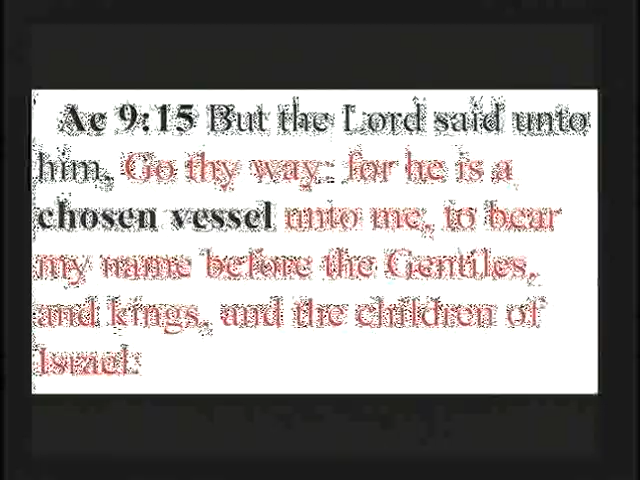 Ac 9:15 But the Lord said unto
him, Go thy way: for he is a
chosen vessel unto me, to bear
my name before the Gentiles,
and kings, and the children of
Israel: